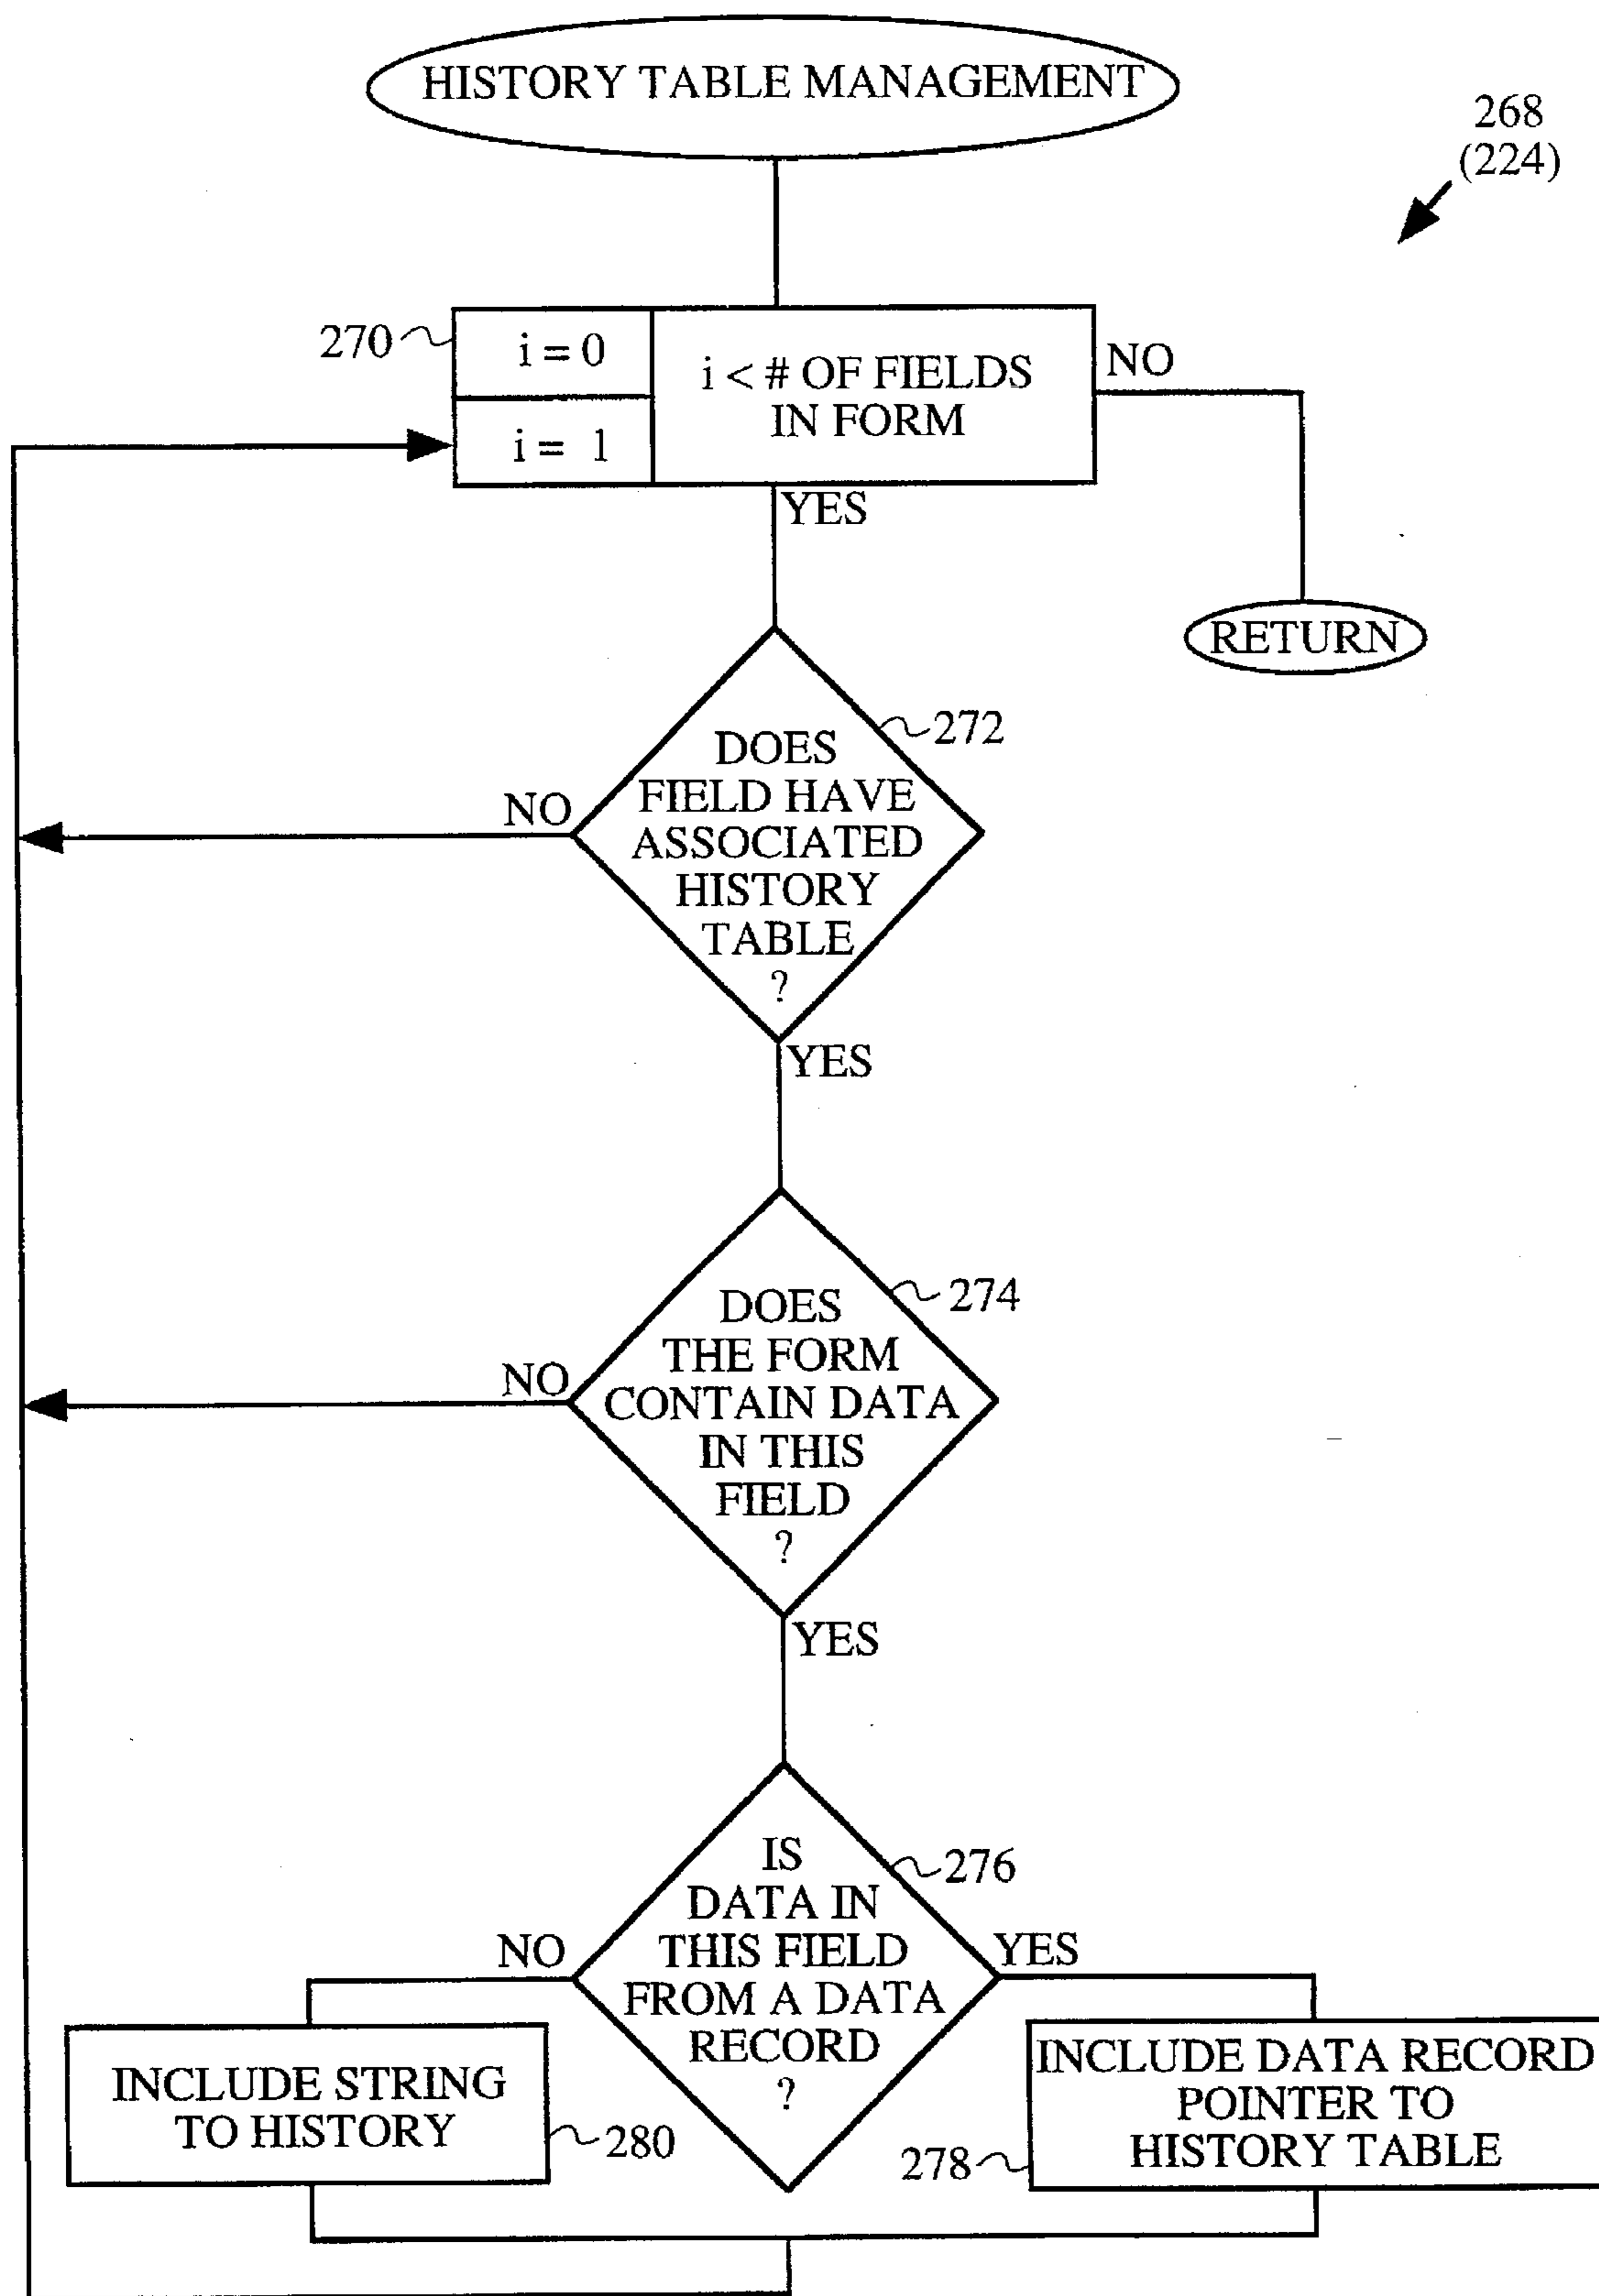 HISTORY TABLE MANAGEMENT
268
(224)
270
i = 0
i = 1
i < # OF FIELDS
IN FORM
NO
YES
RETURN
272
DOES
FIELD HAVE
ASSOCIATED
HISTORY
TABLE
?
NO
YES
274
DOES
THE FORM
CONTAIN DATA
IN THIS
FIELD
?
NO
YES
276
IS
DATA IN
THIS FIELD
FROM A DATA
RECORD
?
NO
YES
INCLUDE STRING
TO HISTORY
280
INCLUDE DATA RECORD
POINTER TO
HISTORY TABLE
278